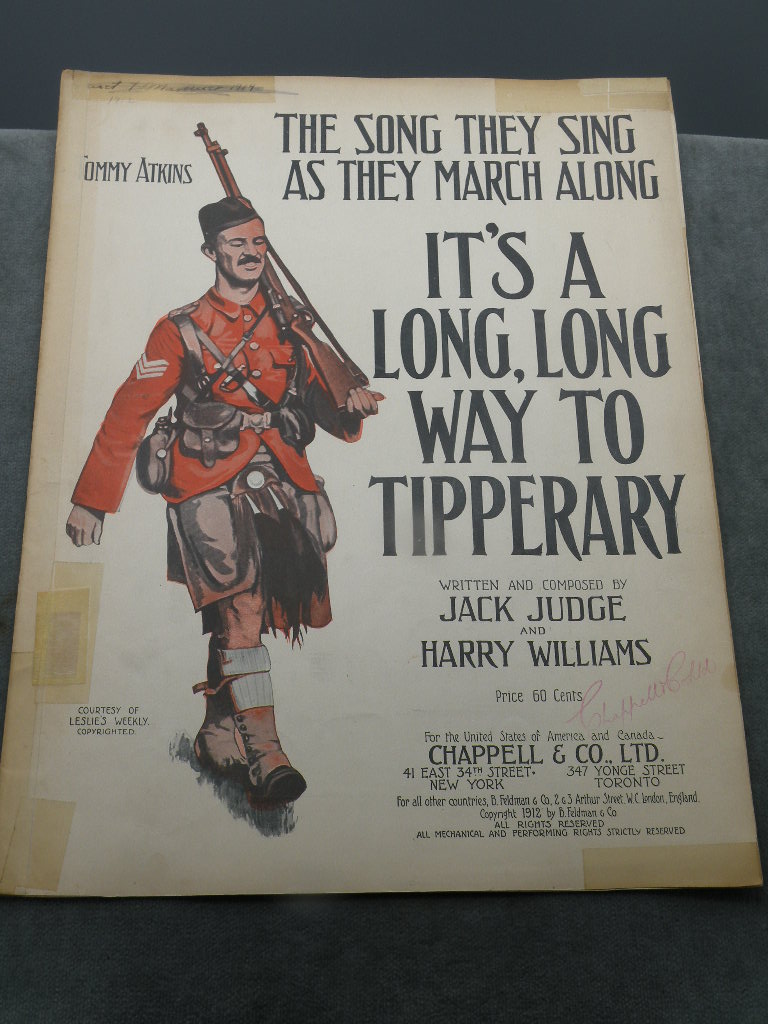 THE SONG THEY SING
AS THEY MARCH ALONG
OMMY ATKINS
IT'S A
LONG, LONG
WAY TO
TIPPERARY
WRITTEN AND COMPOSED BY
JACK JUDGE
AND
HARRY WILLIAMS
Price 60 Cents
COURTESY OF
LESLIE'S WEEKLY.
COPYRIGHTED.
For the United States of America and Canada_
CHAPPELL & CO., LTD.
41 EAST 34TH STREET.
NEW YORK
347 YONGE STREET
TORONTO
For all other countries, B. Feldman & Co, 2 & 3 Arthur Street, W.C. London, England.
Copyright 1912 by B. Feldman & Co
ALL RIGHTS RESERVED
ALL MECHANICAL AND PERFORMING RIGHTS STRICTLY RESERVED